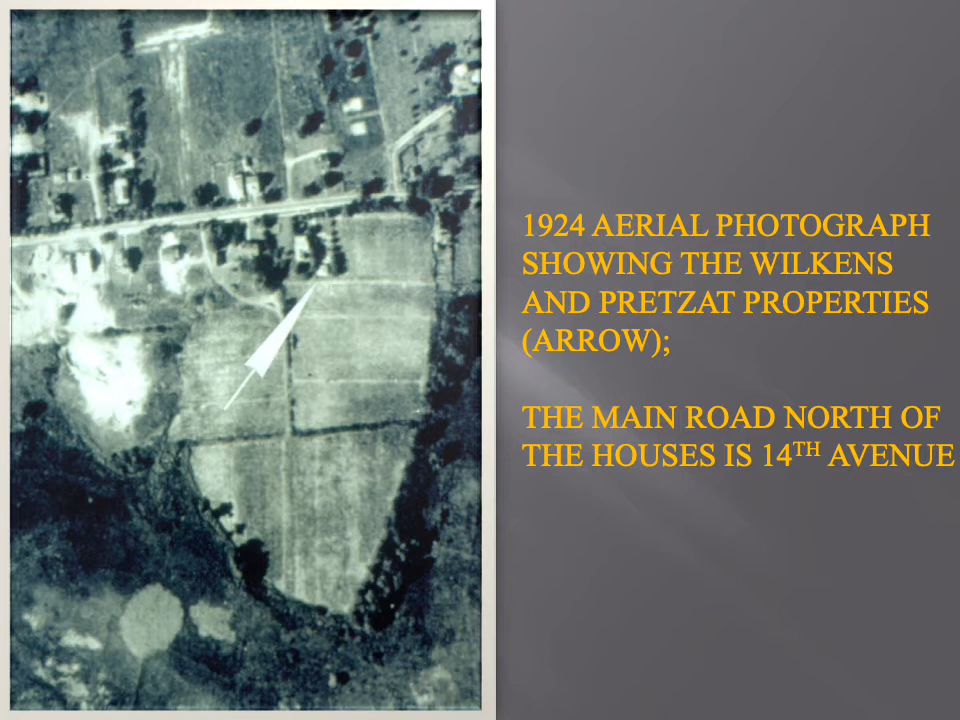 1924 AERIAL PHOTOGRAPH
SHOWING THE WILKENS
AND PRETZAT PROPERTIES
(ARROW);
THE MAIN ROAD NORTH OF
THE HOUSES IS 14TH AVENUE